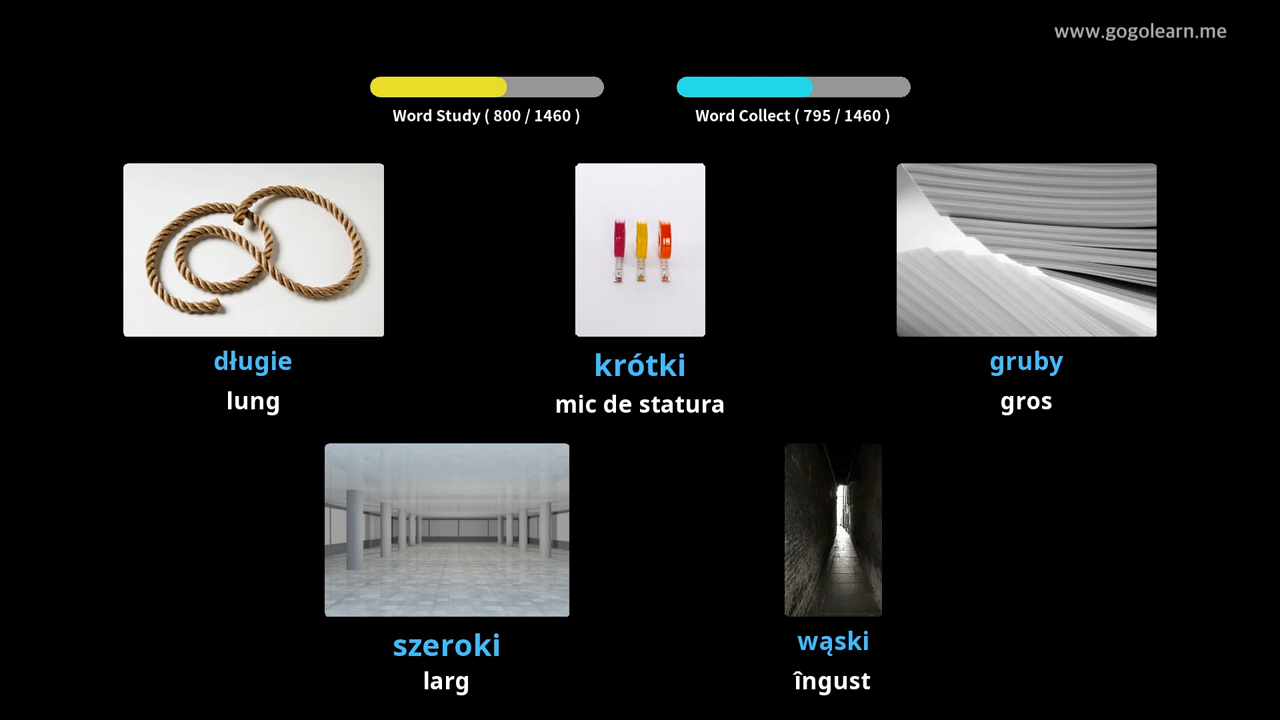 www.gogolearn.me
Word Study ( 800 / 1460 )
Word Collect ( 795 / 1460 )
długie
krótki
gruby
lung
mic de statura
gros
szeroki
wąski
larg
îngust